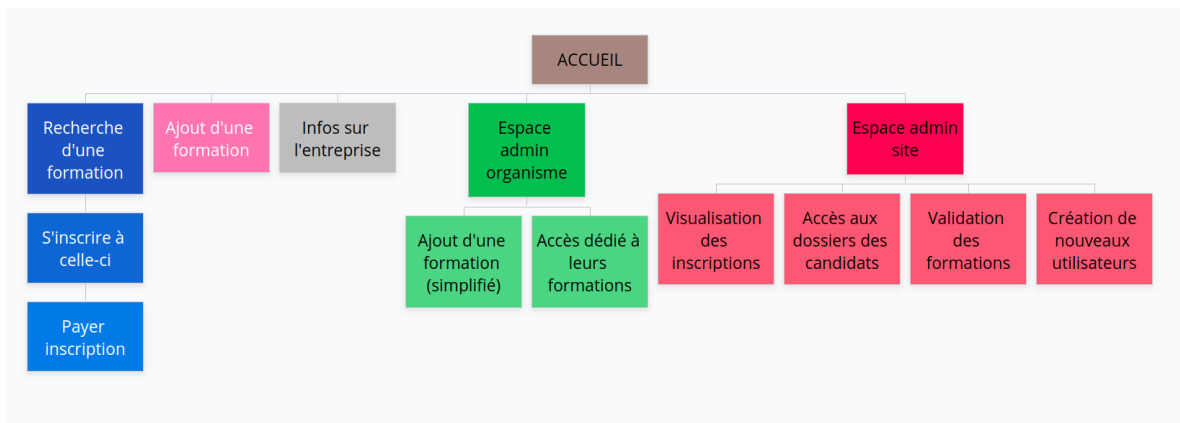 ACCUEIL
Recherche
d'une
formation
Ajout d'une
formation
Infos sur
l'entreprise
Espace
admin
organisme
Espace admin
site
S'inscrire à
celle-ci
Payer
inscription
Ajout d'une
formation
(simplifié)
Accès dédié à
leurs
formations
Visualisation
des
inscriptions
Accès aux
dossiers des
candidats
Validation
des
formations
Création de
nouveaux
utilisateurs